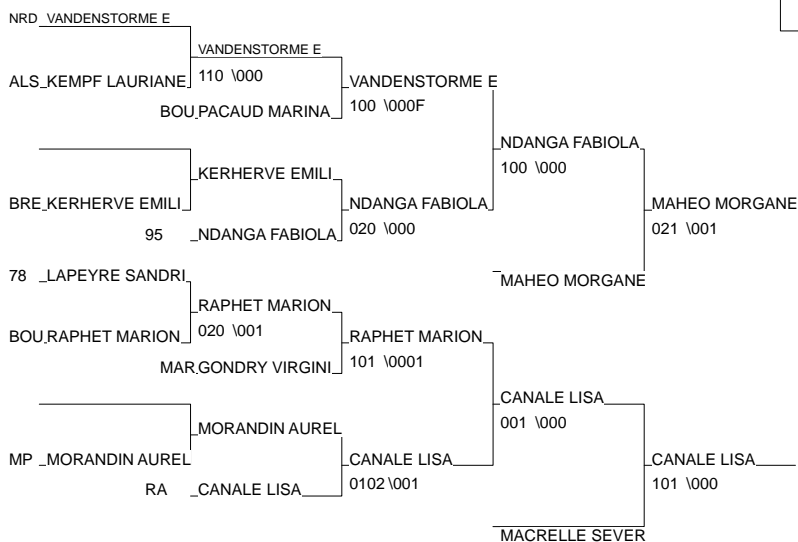 NRD VANDENSTORME E
VANDENSTORME E
ALS KEMPF LAURIANE 110 \000 VANDENSTORME E
BOU PACAUD MARINA 100 \000F
NDANGA FABIOLA
KERHERVE EMILI 100 \000
BRE KERHERVE EMILI NDANGA FABIOLA MAHEO MORGANE
95 NDANGA FABIOLA 020 \000 021 \001
78 LAPEYRE SANDRI MAHEO MORGANE
RAPHET MARION
BOU RAPHET MARION 020 \001 RAPHET MARION
MAR GONDRY VIRGINI 101 \0001
CANALE LISA
MORANDIN AUREL 001 \000
MP MORANDIN AUREL CANALE LISA CANALE LISA
RA CANALE LISA 0102 \001 101 \000
MACRELLE SEVER